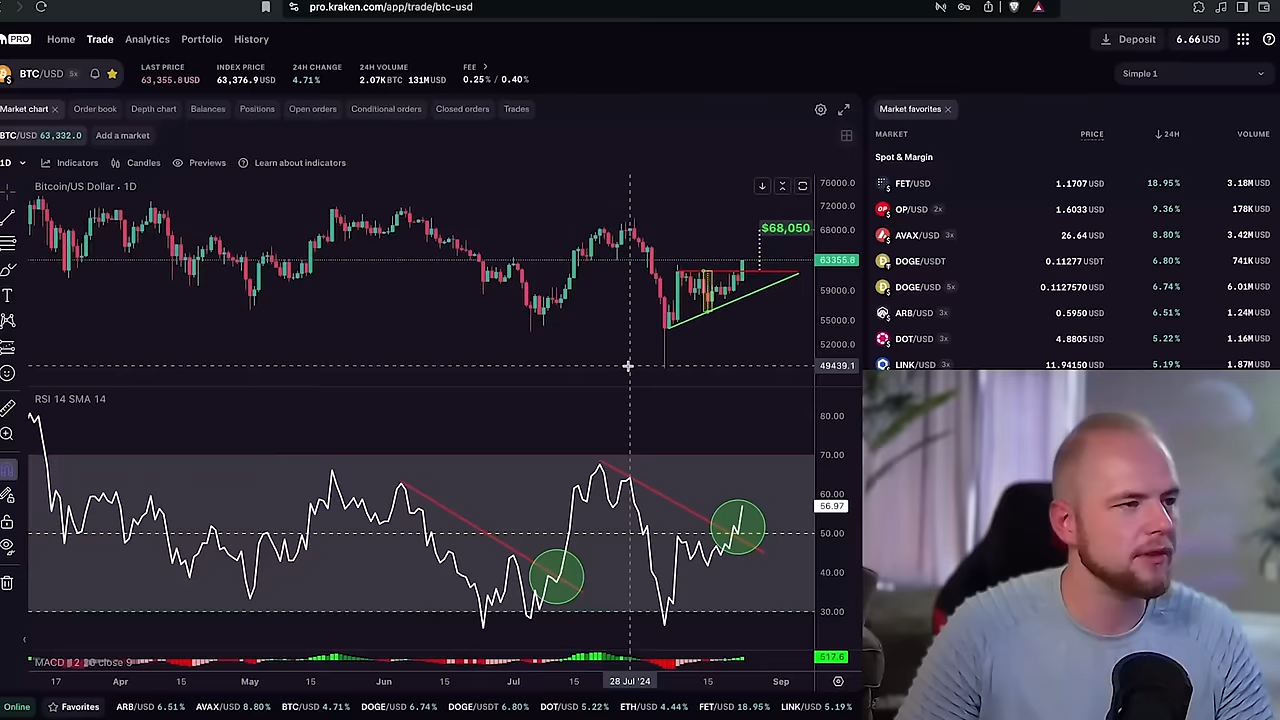 pro.kraken.com/app/trade/btc-usd
PRO Home Trade Analytics Portfolio History Deposit 6.66 USD
BTC/USD 5x
LAST PRICE INDEX PRICE 24H CHANGE 24H VOLUME FEE
63,355.8 USD 63,376.9 USD 4.71% 2.07K BTC 131M USD 0.25% / 0.40%
Simple 1
Market chart Order book Depth chart Balances Positions Open orders Conditional orders Closed orders Trades
BTC/USD 63,332.0 Add a market
1D Indicators Candles Previews Learn about indicators
Bitcoin/US Dollar · 1D
76000.0
72000.0
68000.0
$68,050
63355.8
59000.0
55000.0
52000.0
49439.1
RSI 14 SMA 14
80.00
70.00
60.00
56.97
50.00
40.00
30.00
MACD 12 26 close 9
517.6
17 Apr 15 May 15 Jun Jul 15 28 Jul '24 15 Sep
Market favorites
MARKET PRICE 24H VOLUME
Spot & Margin
FET/USD 1.1707 USD 18.95% 3.18M USD
OP/USD 2x 1.6033 USD 9.36% 178K USD
AVAX/USD 3x 26.64 USD 8.80% 3.42M USD
DOGE/USDT 0.11277 USDT 6.80% 741K USD
DOGE/USD 5x 0.1127570 USD 6.74% 6.01M USD
ARB/USD 3x 0.5950 USD 6.51% 1.24M USD
DOT/USD 3x 4.8805 USD 5.22% 1.16M USD
LINK/USD 3x 11.94150 USD 5.19% 1.87M USD
Online Favorites ARB/USD 6.51% AVAX/USD 8.80% BTC/USD 4.71% DOGE/USD 6.74% DOGE/USDT 6.80% DOT/USD 5.22% ETH/USD 4.44% FET/USD 18.95% LINK/USD 5.19%